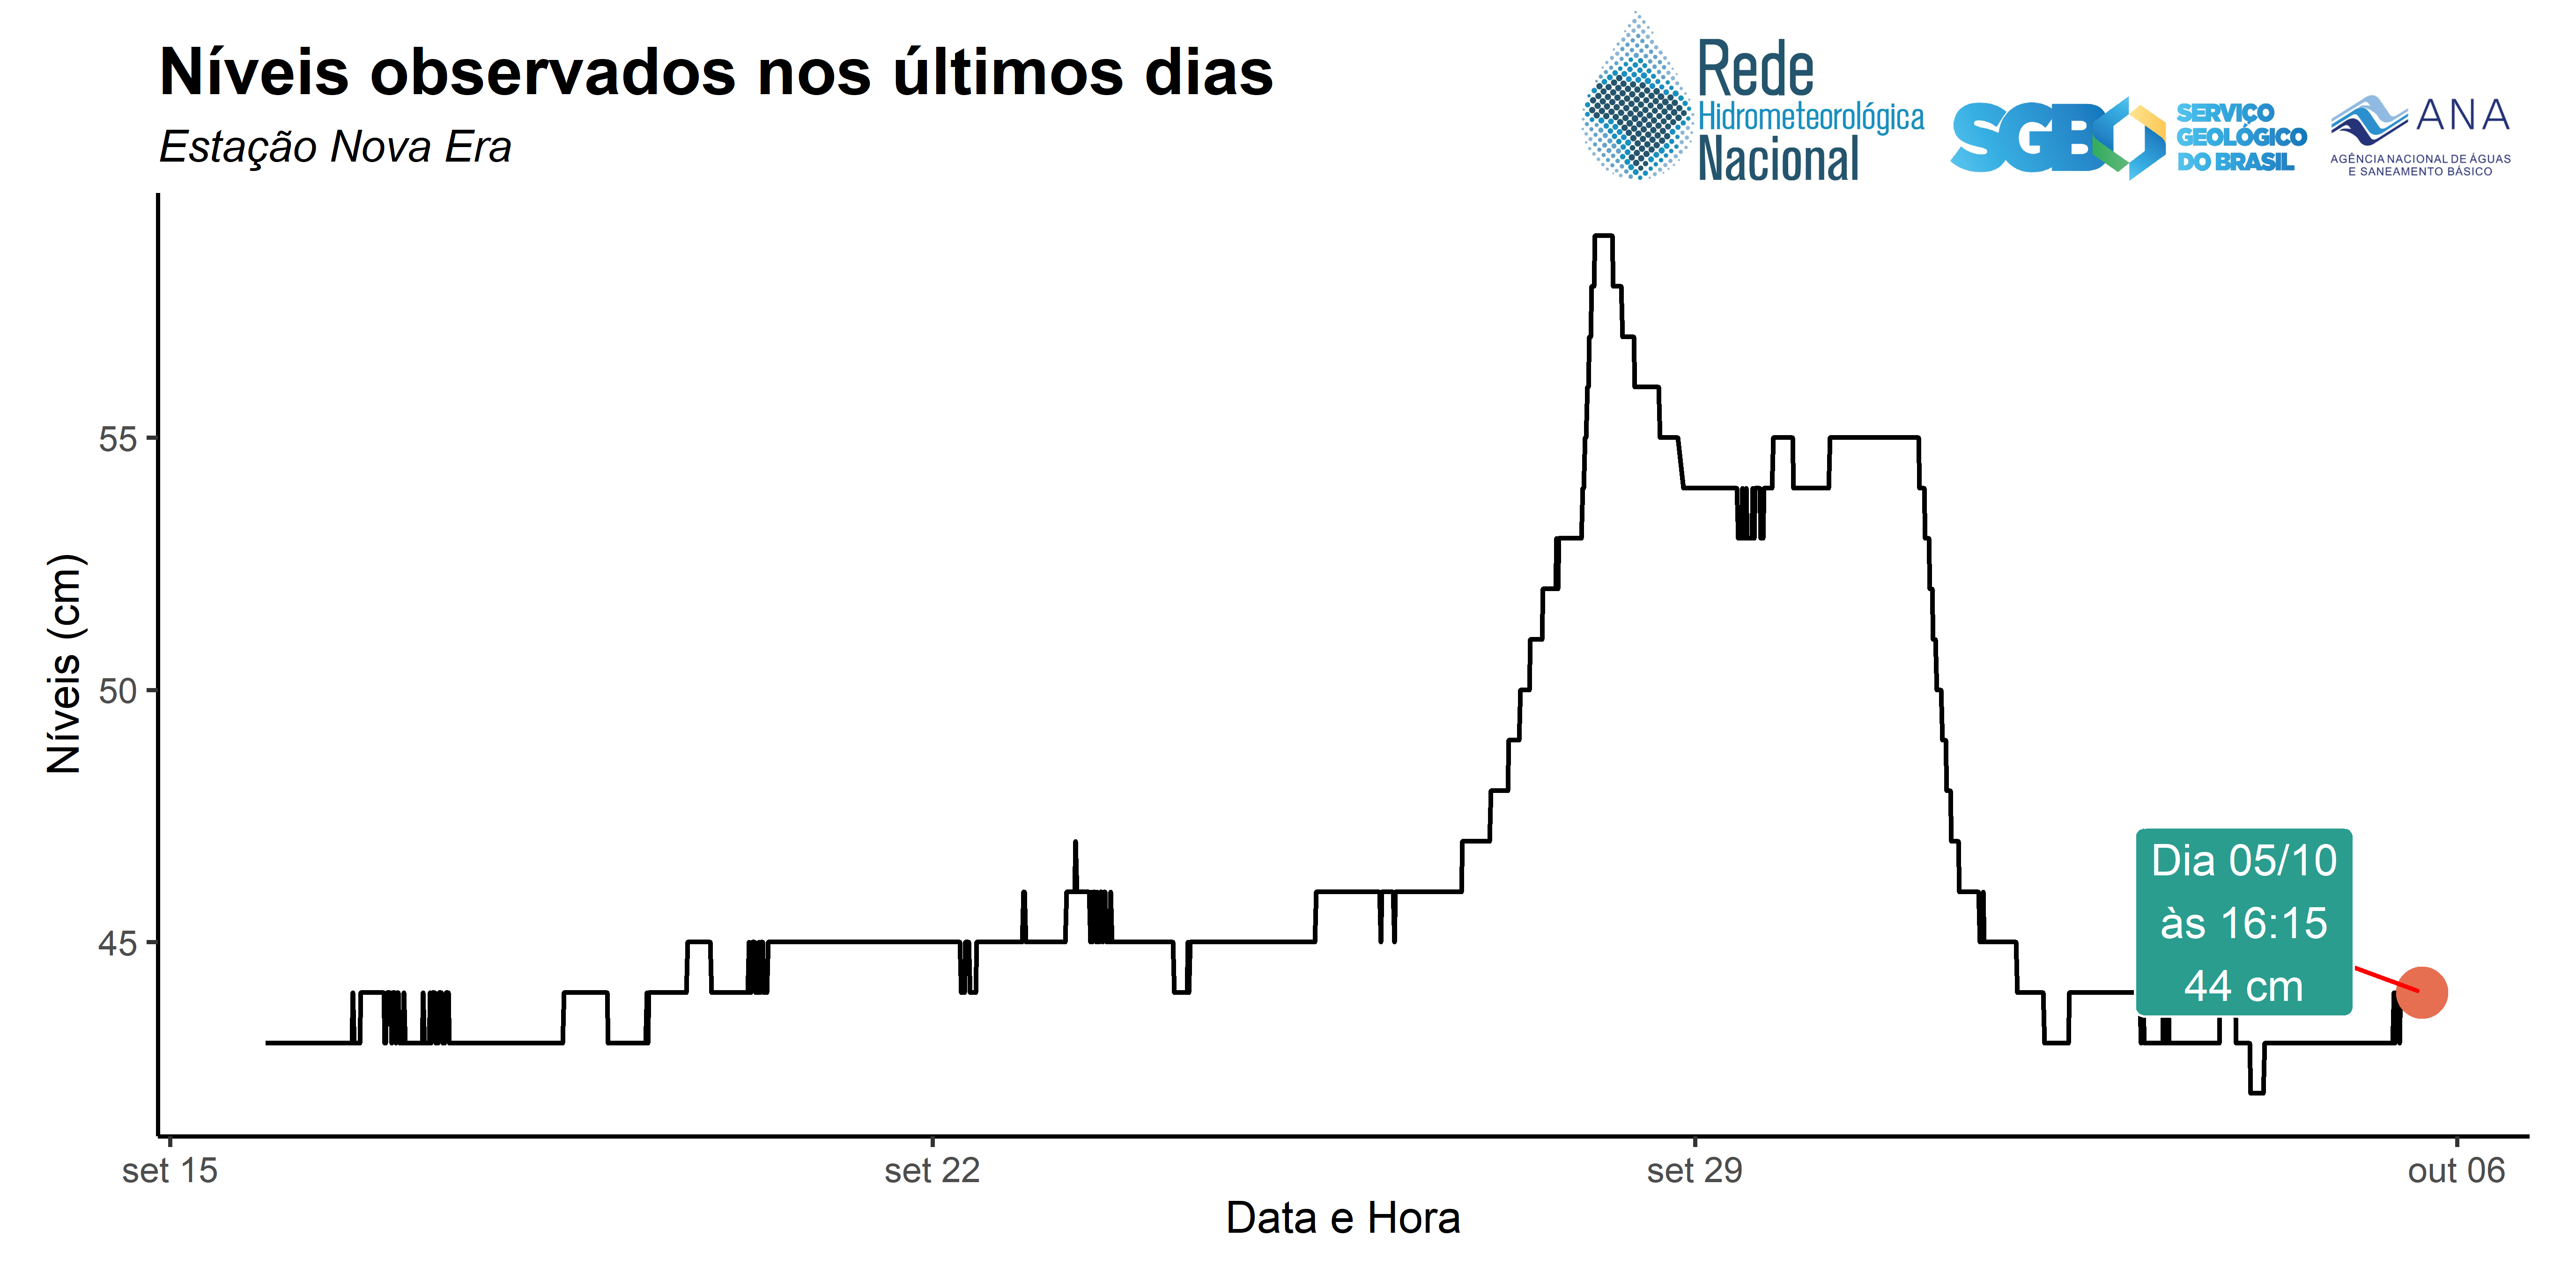 Níveis observados nos últimos dias
Estação Nova Era
Rede
Hidrometeorológica
Nacional
SGB
SERVIÇO
GEOLÓGICO
DO BRASIL
ANA
AGÊNCIA NACIONAL DE ÁGUAS
E SANEAMENTO BÁSICO
Níveis (cm)
55
50
45
Dia 05/10
às 16:15
44 cm
set 15
set 22
set 29
out 06
Data e Hora